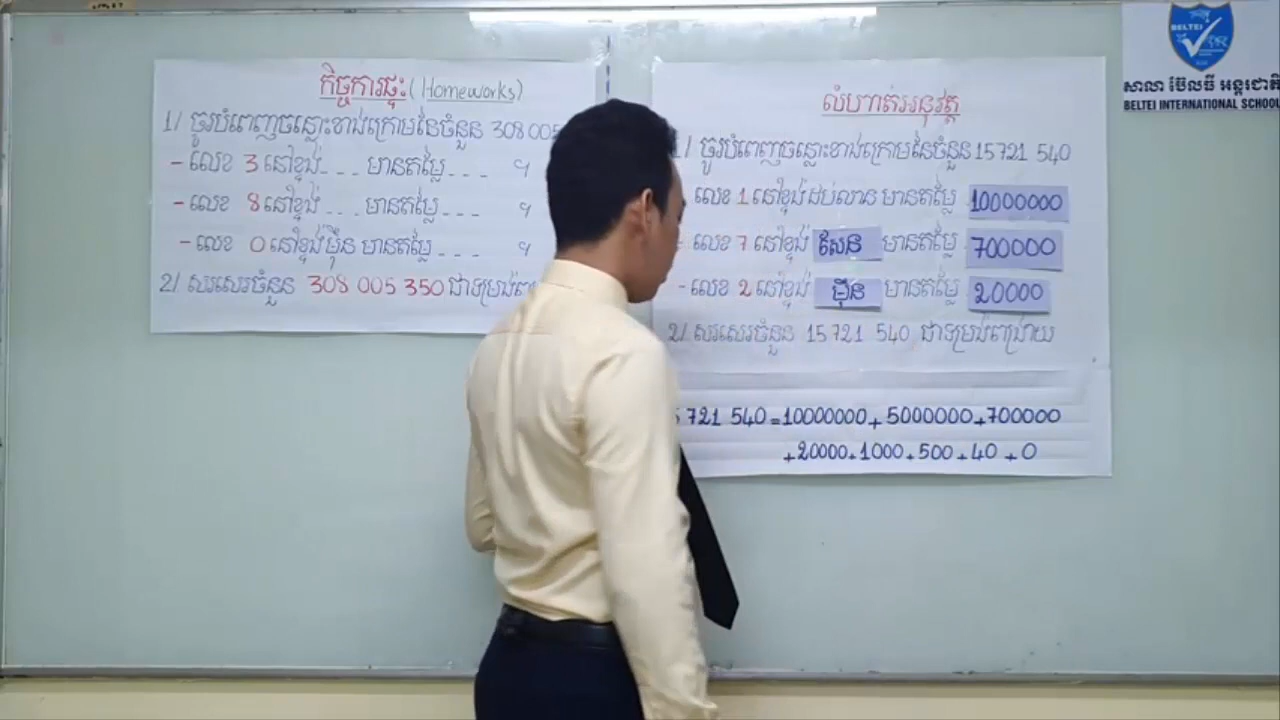 កិច្ចការផ្ទះ(Homeworks)
1/ ចូរបំពេញចន្លោះខាងក្រោមនៃចំនួន 308 005
- លេខ 3 នៅខ្ទង់... មានតម្លៃ... ។
- លេខ 8 នៅខ្ទង់... មានតម្លៃ... ។
- លេខ 0 នៅខ្ទង់ម៉ឺន មានតម្លៃ... ។
2/ សរសេរចំនួន 308 005 350 ជាទម្រង់ពង្រ
លំហាត់អនុវត្ត
1/ ចូរបំពេញចន្លោះខាងក្រោមនៃចំនួន 15721 540
លេខ 1 នៅខ្ទង់ដប់លាន មានតម្លៃ 10000000
- លេខ 7 នៅខ្ទង់ សែន មានតម្លៃ 700000
- លេខ 2 នៅខ្ទង់ ម៉ឺន មានតម្លៃ 20000
2/ សរសេរចំនួន 15721 540 ជាទម្រង់ពង្រាយ
5 721 540 = 10000000 + 5000000 + 700000
+ 20000 + 1000 + 500 + 40 + 0
BELTEI
សាលា ប៊ែលធី អន្តរជាតិ
BELTEI INTERNATIONAL SCHOOL